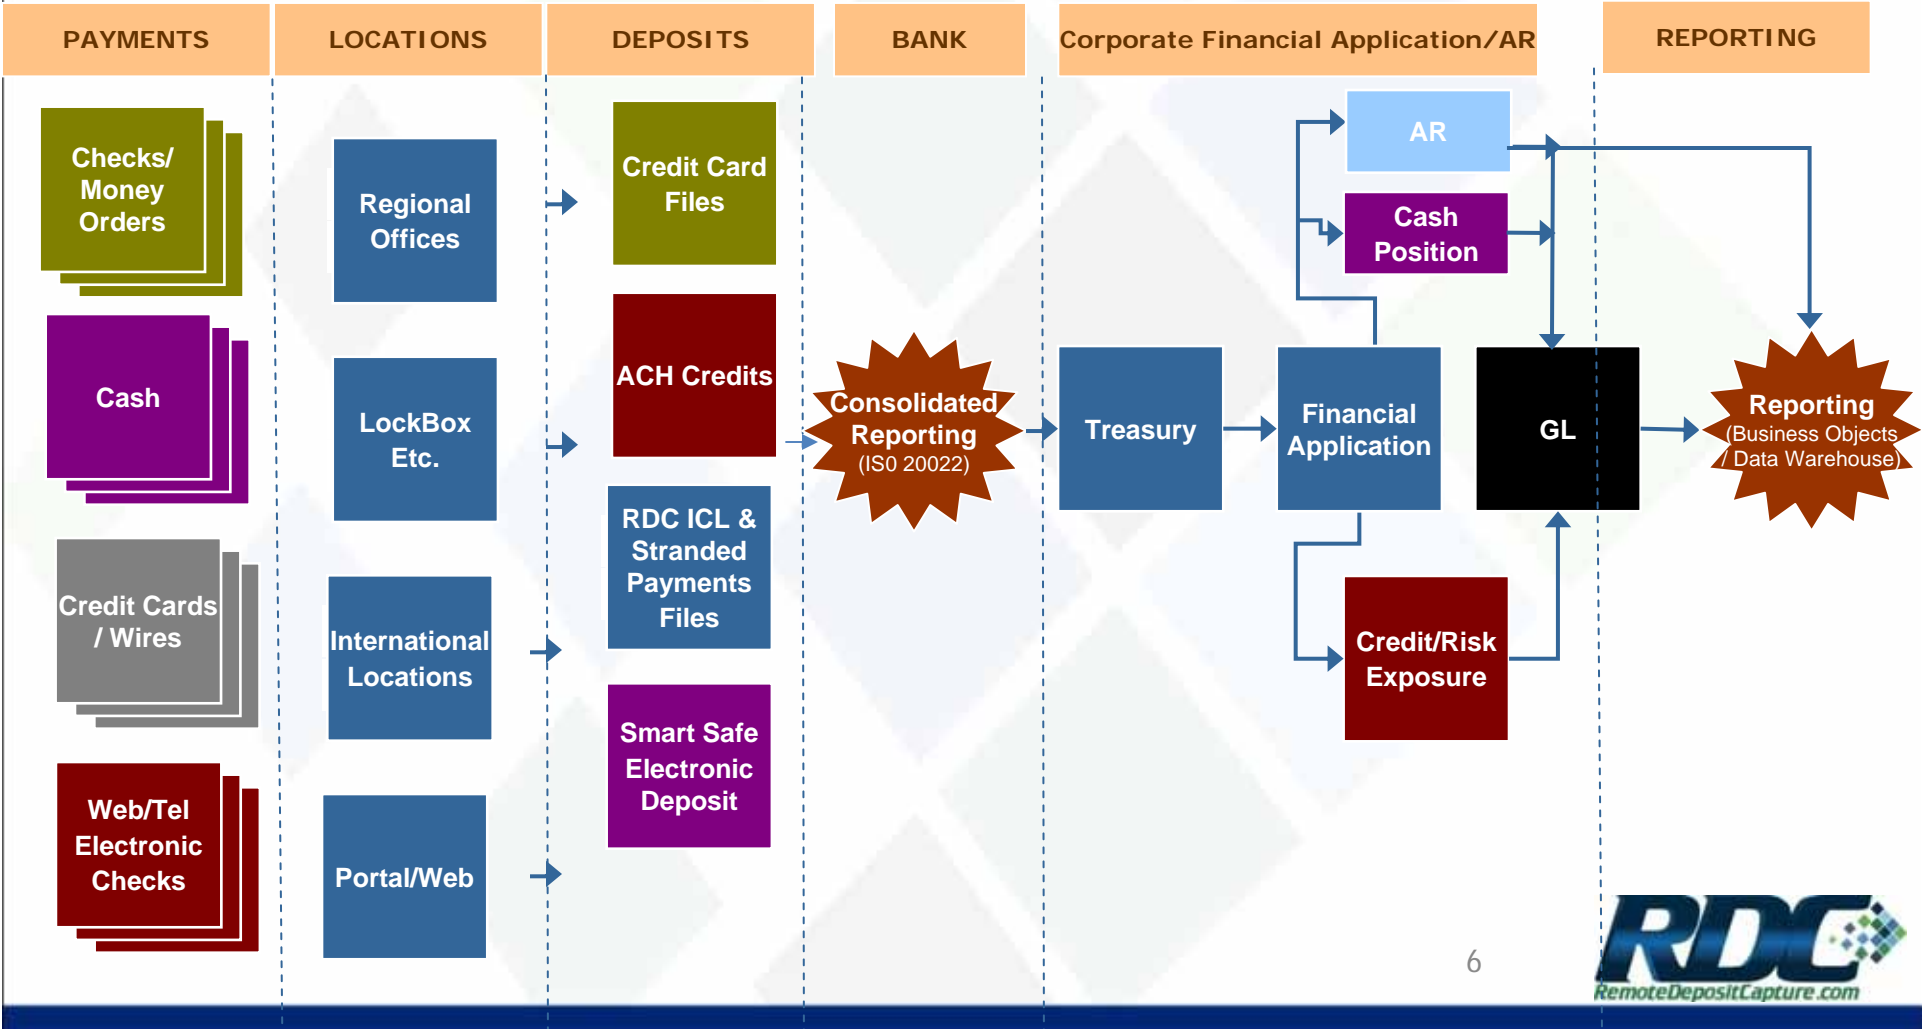 PAYMENTS
LOCATIONS
DEPOSITS
BANK
Corporate Financial Application/AR
REPORTING
Checks/
Money
Orders
Cash
Credit Cards
/ Wires
Web/Tel
Electronic
Checks
Regional
Offices
LockBox
Etc.
International
Locations
Portal/Web
Credit Card
Files
ACH Credits
RDC ICL &
Stranded
Payments
Files
Smart Safe
Electronic
Deposit
Consolidated
Reporting
(IS0 20022)
Treasury
Financial
Application
AR
Cash
Position
Credit/Risk
Exposure
GL
Reporting
(Business Objects
/ Data Warehouse)
6
RDC
RemoteDepositCapture.com